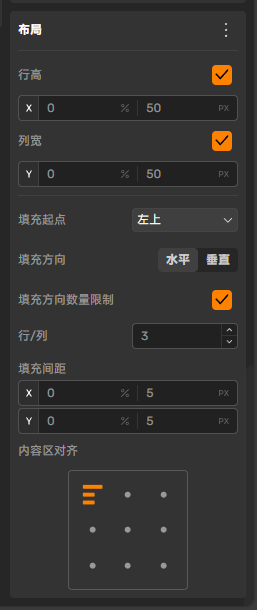 布局
行高
X 0 % 50 PX
列宽
Y 0 % 50 PX
填充起点 左上
填充方向 水平 垂直
填充方向数量限制
行/列 3
填充间距
X 0 % 5 PX
Y 0 % 5 PX
内容区对齐